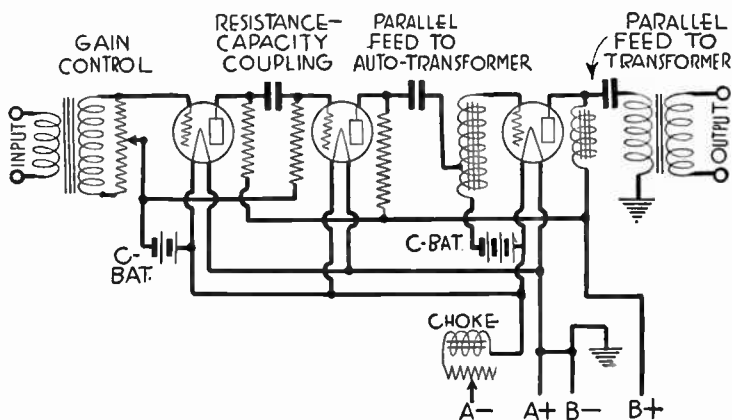 GAIN
CONTROL
RESISTANCE-
CAPACITY
COUPLING
PARALLEL
FEED TO
AUTO-TRANSFORMER
PARALLEL
FEED TO
TRANSFORMER
INPUT
OUTPUT
C-
BAT.
C-BAT.
CHOKE
A-
A+
B-
B+